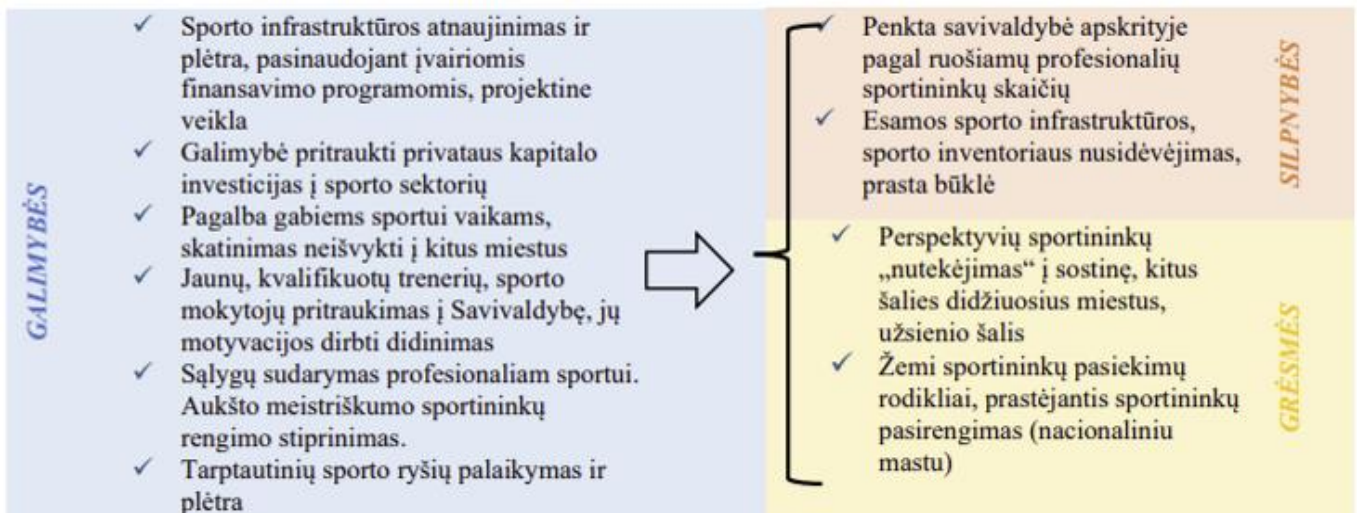 GALIMYBĖS
✓ Sporto infrastruktūros atnaujinimas ir
plėtra, pasinaudojant įvairiomis
finansavimo programomis, projektine
veikla
✓ Galimybė pritraukti privataus kapitalo
investicijas į sporto sektorių
✓ Pagalba gabiems sportui vaikams,
skatinimas neišvykti į kitus miestus
✓ Jaunų, kvalifikuotų trenerių, sporto
mokytojų pritraukimas į Savivaldybę, jų
motyvacijos dirbti didinimas
✓ Sąlygų sudarymas profesionaliam sportui.
Aukšto meistriškumo sportininkų
rengimo stiprinimas.
✓ Tarptautinių sporto ryšių palaikymas ir
plėtra
SILPNYBĖS
✓ Penkta savivaldybė apskrityje
pagal ruošiamų profesionalių
sportininkų skaičių
✓ Esamos sporto infrastruktūros,
sporto inventoriaus nusidėvėjimas,
prasta būklė
GRĖSMĖS
✓ Perspektyvių sportininkų
„nutekėjimas“ į sostinę, kitus
šalies didžiuosius miestus,
užsienio šalis
✓ Žemi sportininkų pasiekimų
rodikliai, prastėjantis sportininkų
pasirengimas (nacionaliniu
mastu)